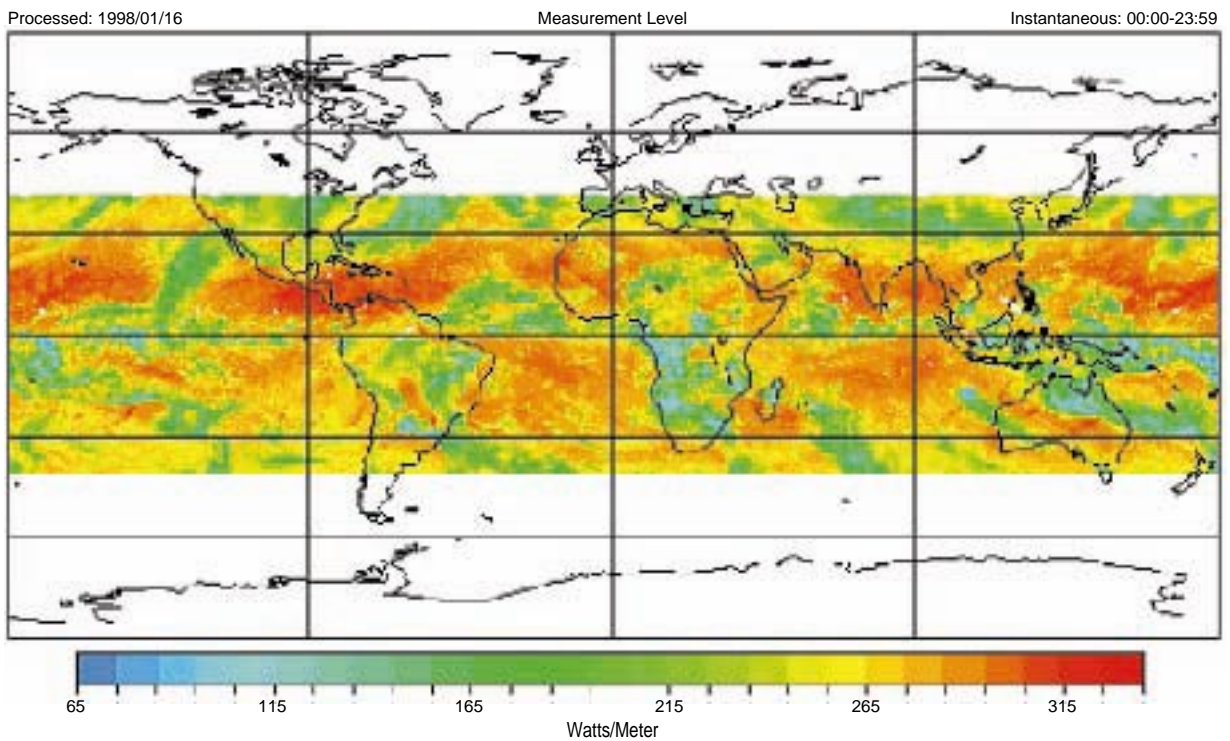 Processed: 1998/01/16 Measurement Level Instantaneous: 00:00-23:59
65 115 165 215 265 315
Watts/Meter